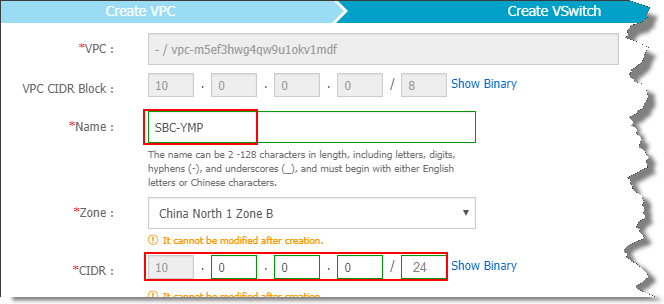 Create VPC Create VSwitch
*VPC : - / vpc-m5ef3hwg4qw9u1okv1mdf
VPC CIDR Block : 10 . 0 . 0 . 0 / 8 Show Binary
*Name : SBC-YMP
The name can be 2 -128 characters in length, including letters, digits,
hyphens (-), and underscores (_), and must begin with either English
letters or Chinese characters.
*Zone : China North 1 Zone B
It cannot be modified after creation.
*CIDR : 10 . 0 . 0 . 0 / 24 Show Binary
It cannot be modified after creation.